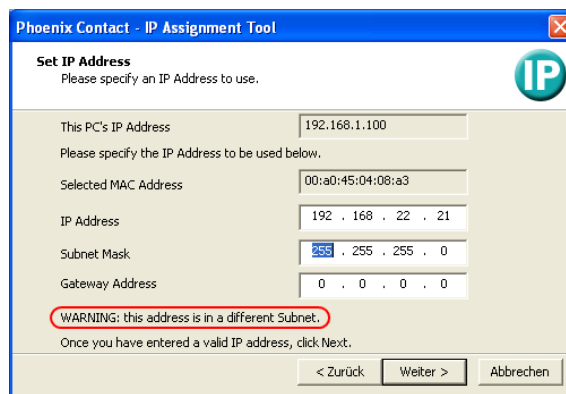 Phoenix Contact - IP Assignment Tool
Set IP Address
Please specify an IP Address to use.
IP
This PC's IP Address 192.168.1.100
Please specify the IP Address to be used below.
Selected MAC Address 00:a0:45:04:08:a3
IP Address 192 . 168 . 22 . 21
Subnet Mask 255 . 255 . 255 . 0
Gateway Address 0 . 0 . 0 . 0
WARNING: this address is in a different Subnet.
Once you have entered a valid IP address, click Next.
< Zurück Weiter > Abbrechen